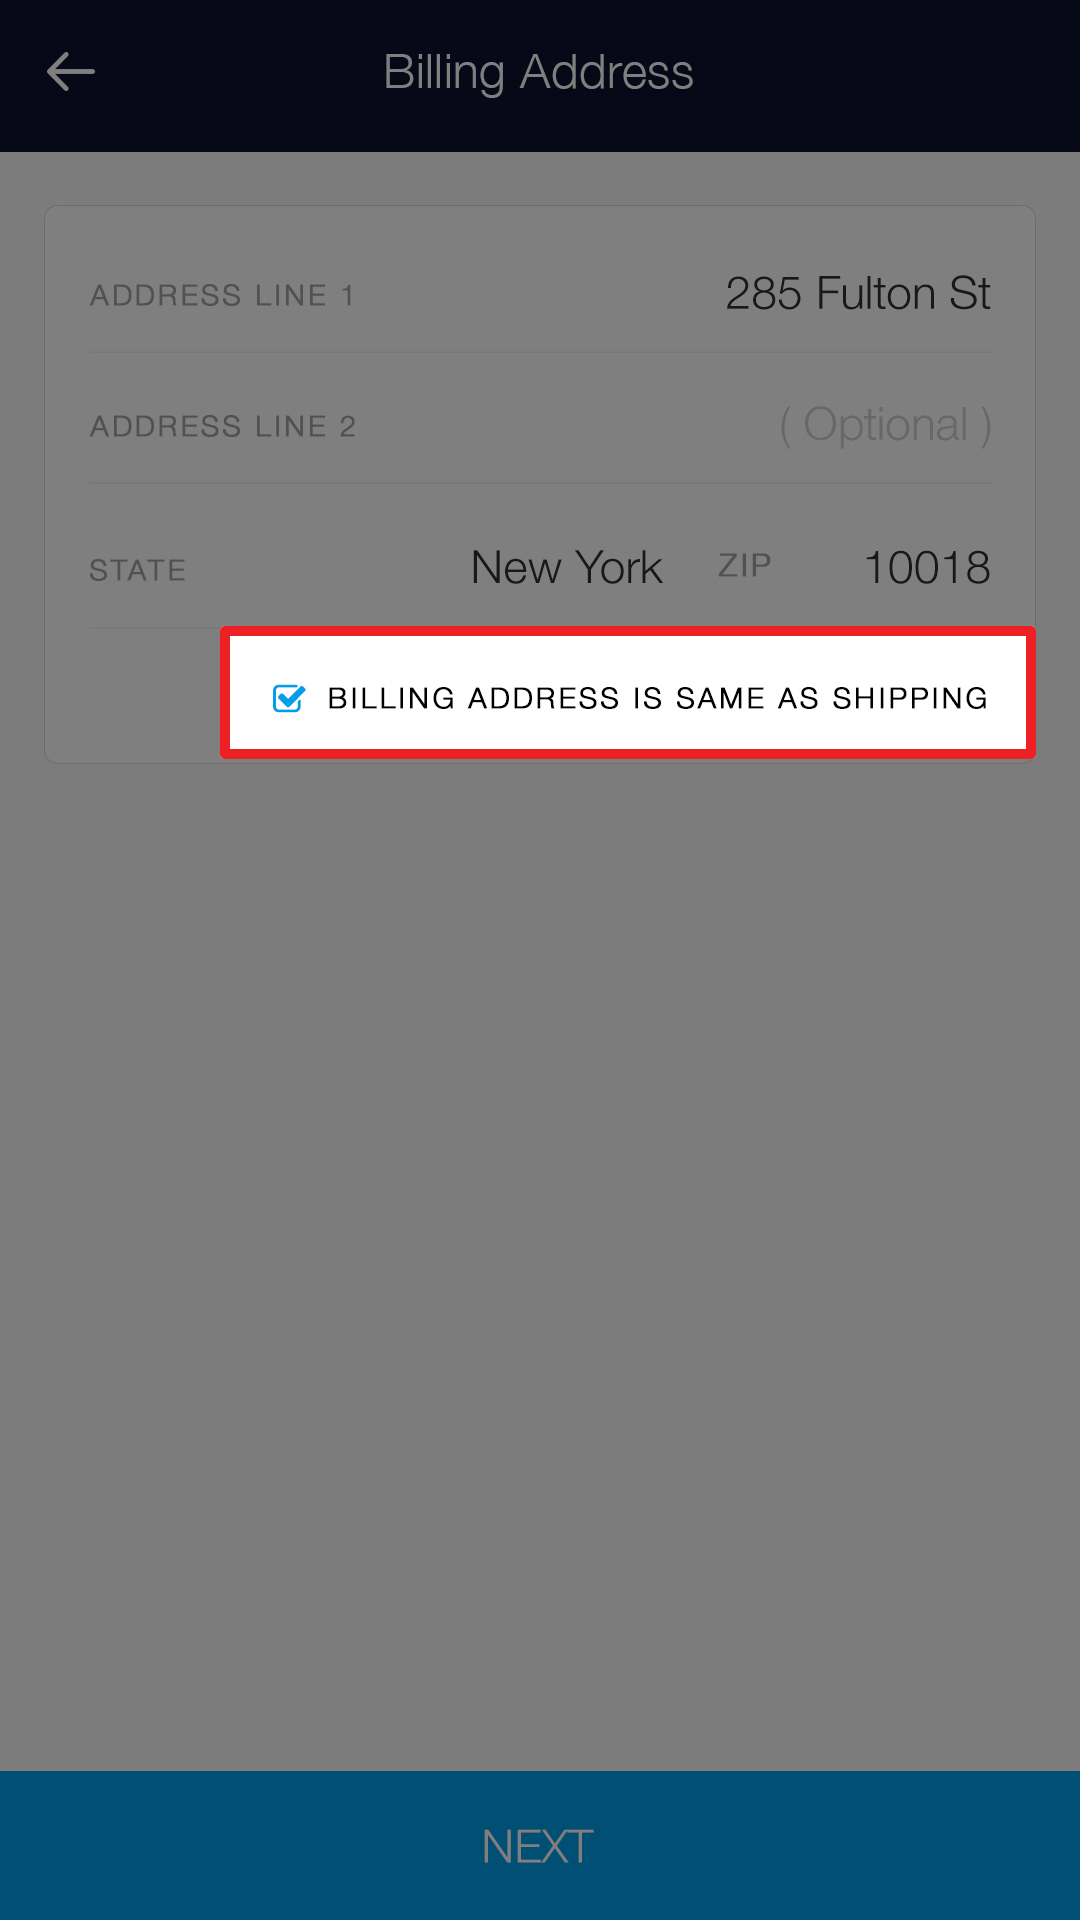 Billing Address
ADDRESS LINE 1 285 Fulton St
ADDRESS LINE 2 ( Optional )
STATE New York ZIP 10018
BILLING ADDRESS IS SAME AS SHIPPING
NEXT